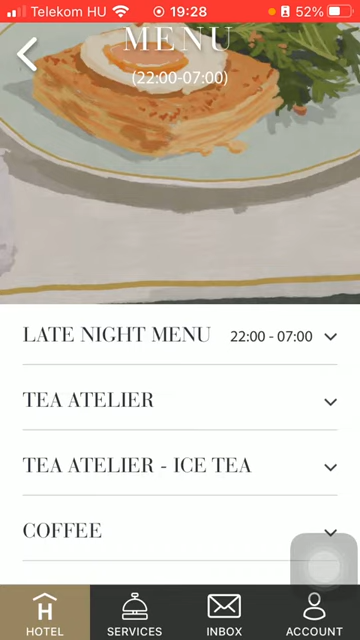 Telekom HU 19:28 52%
MENU
(22:00-07:00)
LATE NIGHT MENU 22:00 - 07:00
TEA ATELIER
TEA ATELIER - ICE TEA
COFFEE
H
HOTEL SERVICES INBOX ACCOUNT